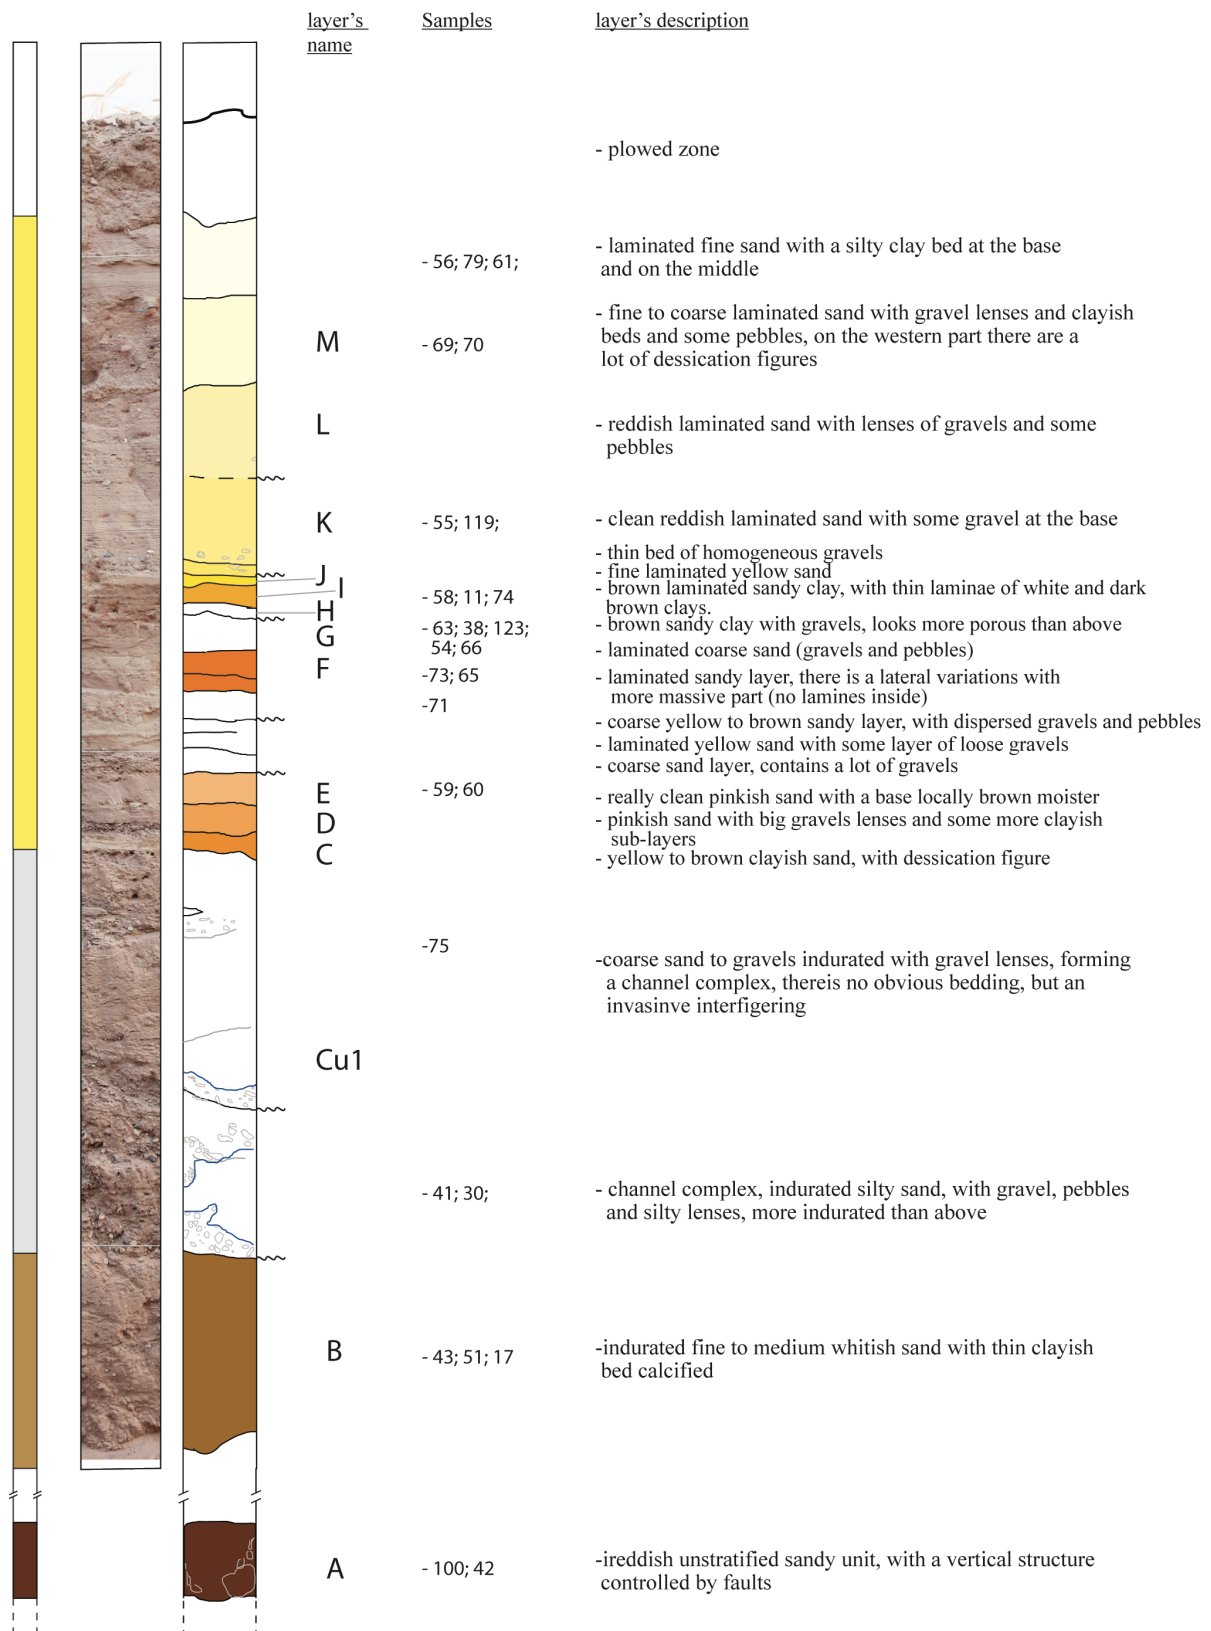 layer’s Samples layer’s description
name
- plowed zone
- laminated fine sand with a silty clay bed at the base
- 56; 79; 61;
and on the middle
- fine to coarse laminated sand with gravel lenses and clayish
M - 69; 70 beds and some pebbles, on the western part there are a
lot of dessication figures
L - reddish laminated sand with lenses of gravels and some
pebbles
K - 55; 119; - clean reddish laminated sand with some gravel at the base
- thin bed of homogeneous gravels
J - fine laminated yellow sand
I - brown laminated sandy clay, with thin laminae of white and dark
- 58; 11; 74
H brown clays.
- 63; 38; 123; - brown sandy clay with gravels, looks more porous than above
G
54; 66 - laminated coarse sand (gravels and pebbles)
F -73; 65 - laminated sandy layer, there is a lateral variations with
more massive part (no lamines inside)
-71
- coarse yellow to brown sandy layer, with dispersed gravels and pebbles
- laminated yellow sand with some layer of loose gravels
- coarse sand layer, contains a lot of gravels
E - 59; 60 - really clean pinkish sand with a base locally brown moister
D - pinkish sand with big gravels lenses and some more clayish
sub-layers
C - yellow to brown clayish sand, with dessication figure
-75
-coarse sand to gravels indurated with gravel lenses, forming
a channel complex, thereis no obvious bedding, but an
invasinve interfigering
Cu1
- 41; 30; - channel complex, indurated silty sand, with gravel, pebbles
and silty lenses, more indurated than above
B - 43; 51; 17 -indurated fine to medium whitish sand with thin clayish
bed calcified
A - 100; 42 -ireddish unstratified sandy unit, with a vertical structure
controlled by faults